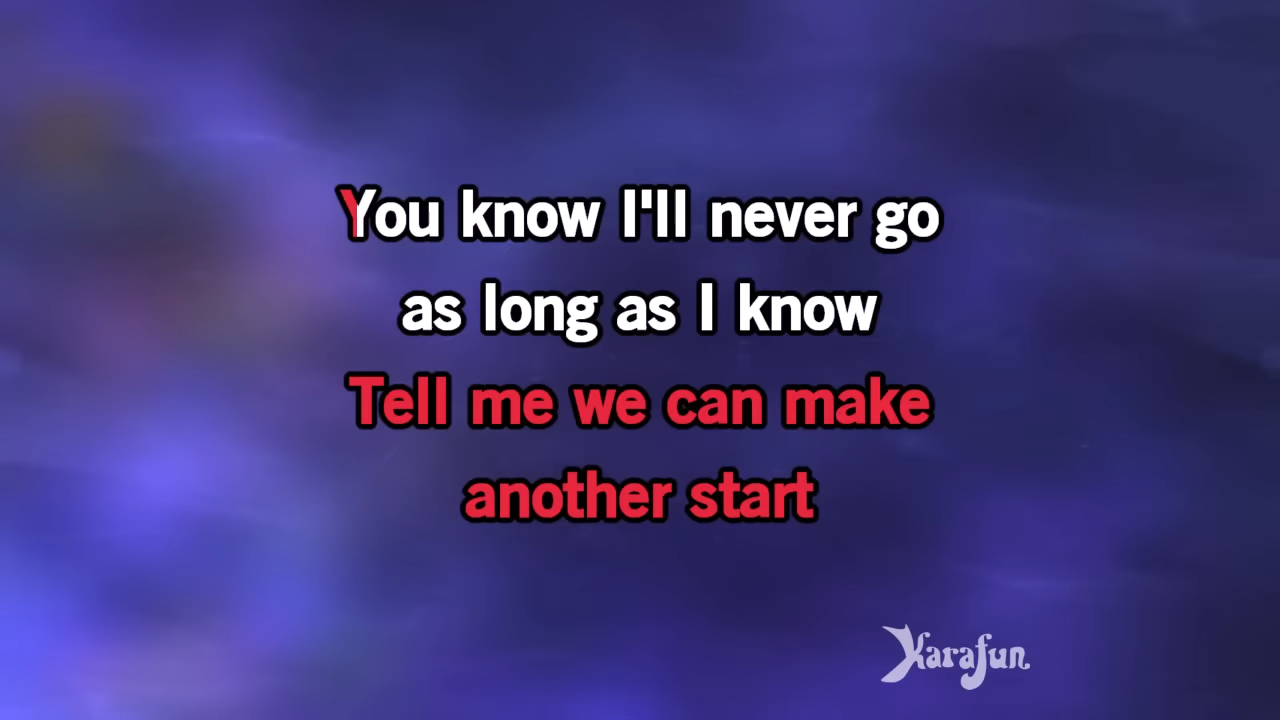 You know I'll never go
as long as I know
Tell me we can make
another start
Karafun